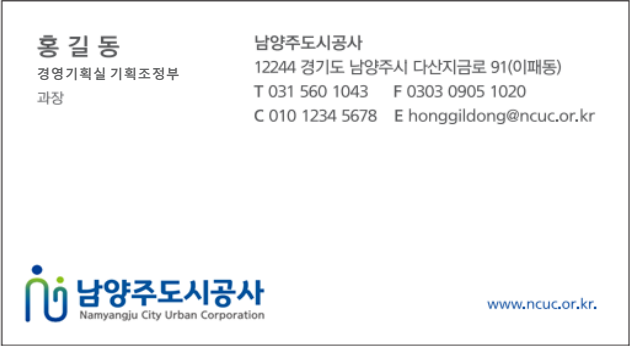 홍 길 동
경영기획실 기획조정부
과장
남양주도시공사
12244 경기도 남양주시 다산지금로 91(이패동)
T 031 560 1043 F 0303 0905 1020
C 010 1234 5678 E honggildong@ncuc.or.kr
남양주도시공사
Namyangju City Urban Corporation
www.ncuc.or.kr.